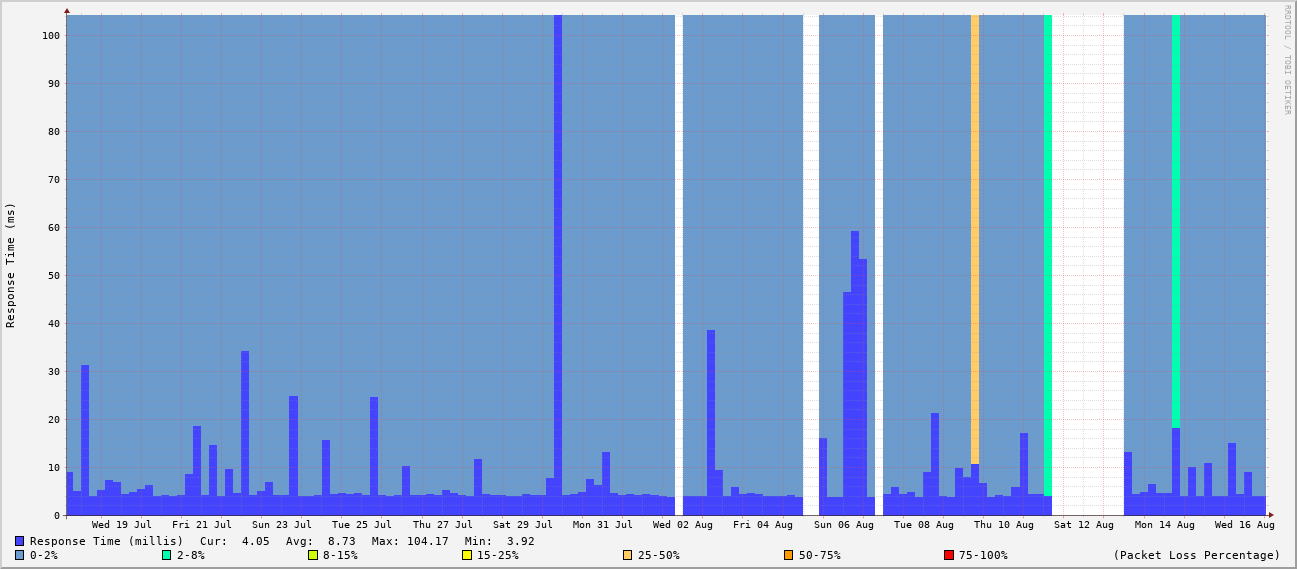 RRDTOOL / TOBI OETIKER
Response Time (ms)
100
90
80
70
60
50
40
30
20
10
0
Wed 19 Jul Fri 21 Jul Sun 23 Jul Tue 25 Jul Thu 27 Jul Sat 29 Jul Mon 31 Jul Wed 02 Aug Fri 04 Aug Sun 06 Aug Tue 08 Aug Thu 10 Aug Sat 12 Aug Mon 14 Aug Wed 16 Aug
Response Time (millis) Cur: 4.05 Avg: 8.73 Max: 104.17 Min: 3.92
0-2% 2-8% 8-15% 15-25% 25-50% 50-75% 75-100% (Packet Loss Percentage)